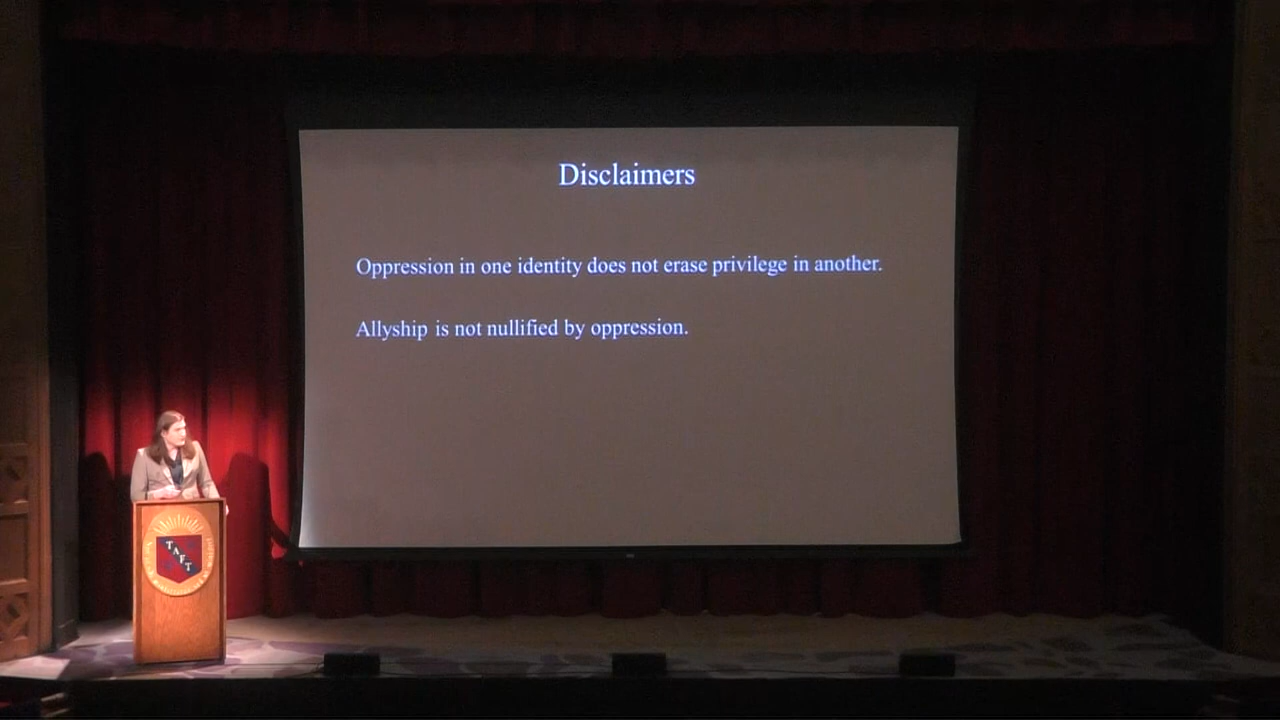 Disclaimers
Oppression in one identity does not erase privilege in another.
Allyship is not nullified by oppression.
TAFT